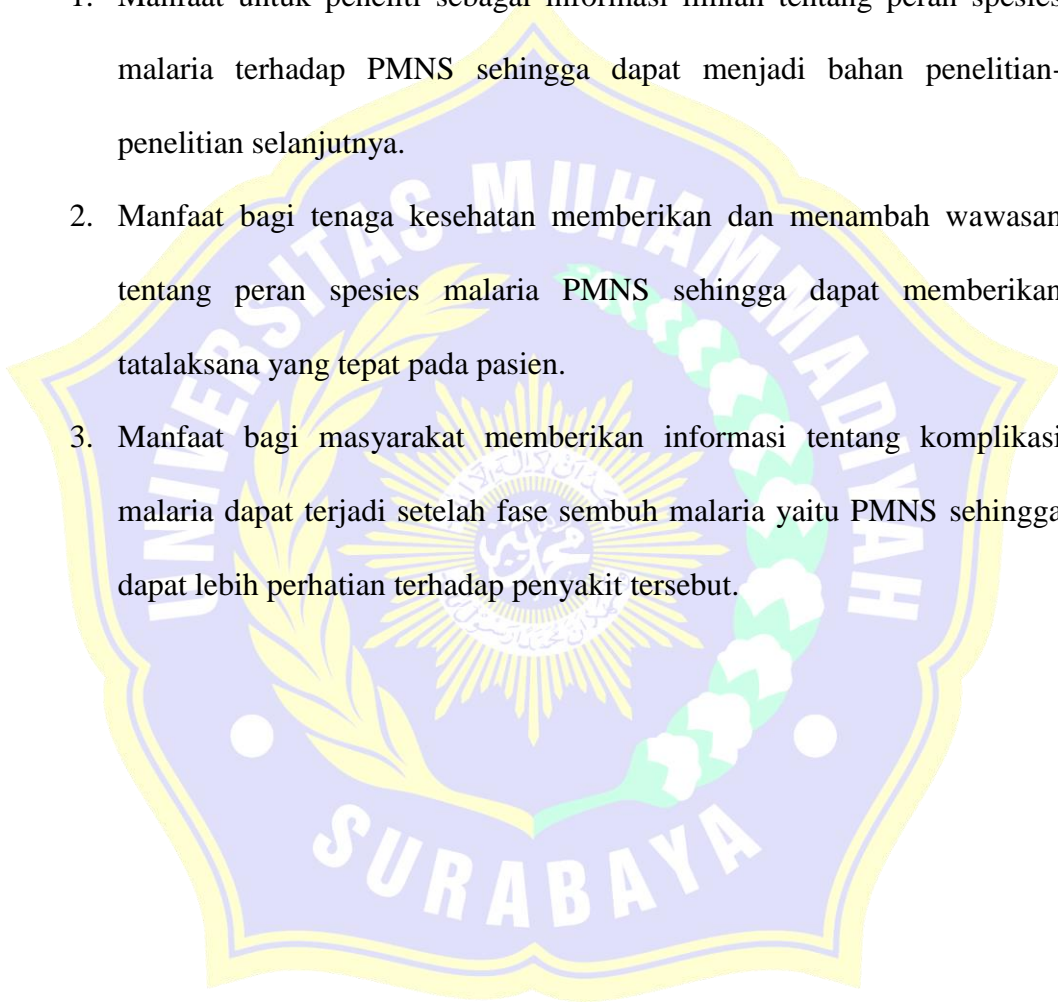 1. Manfaat untuk peneliti sebagai informasi ilmiah tentang peran spesies
malaria terhadap PMNS sehingga dapat menjadi bahan penelitian-
penelitian selanjutnya.
2. Manfaat bagi tenaga kesehatan memberikan dan menambah wawasan
tentang peran spesies malaria PMNS sehingga dapat memberikan
tatalaksana yang tepat pada pasien.
3. Manfaat bagi masyarakat memberikan informasi tentang komplikasi
malaria dapat terjadi setelah fase sembuh malaria yaitu PMNS sehingga
dapat lebih perhatian terhadap penyakit tersebut.
UNIVERSITAS MUHAMMADIYAH
SURABAYA